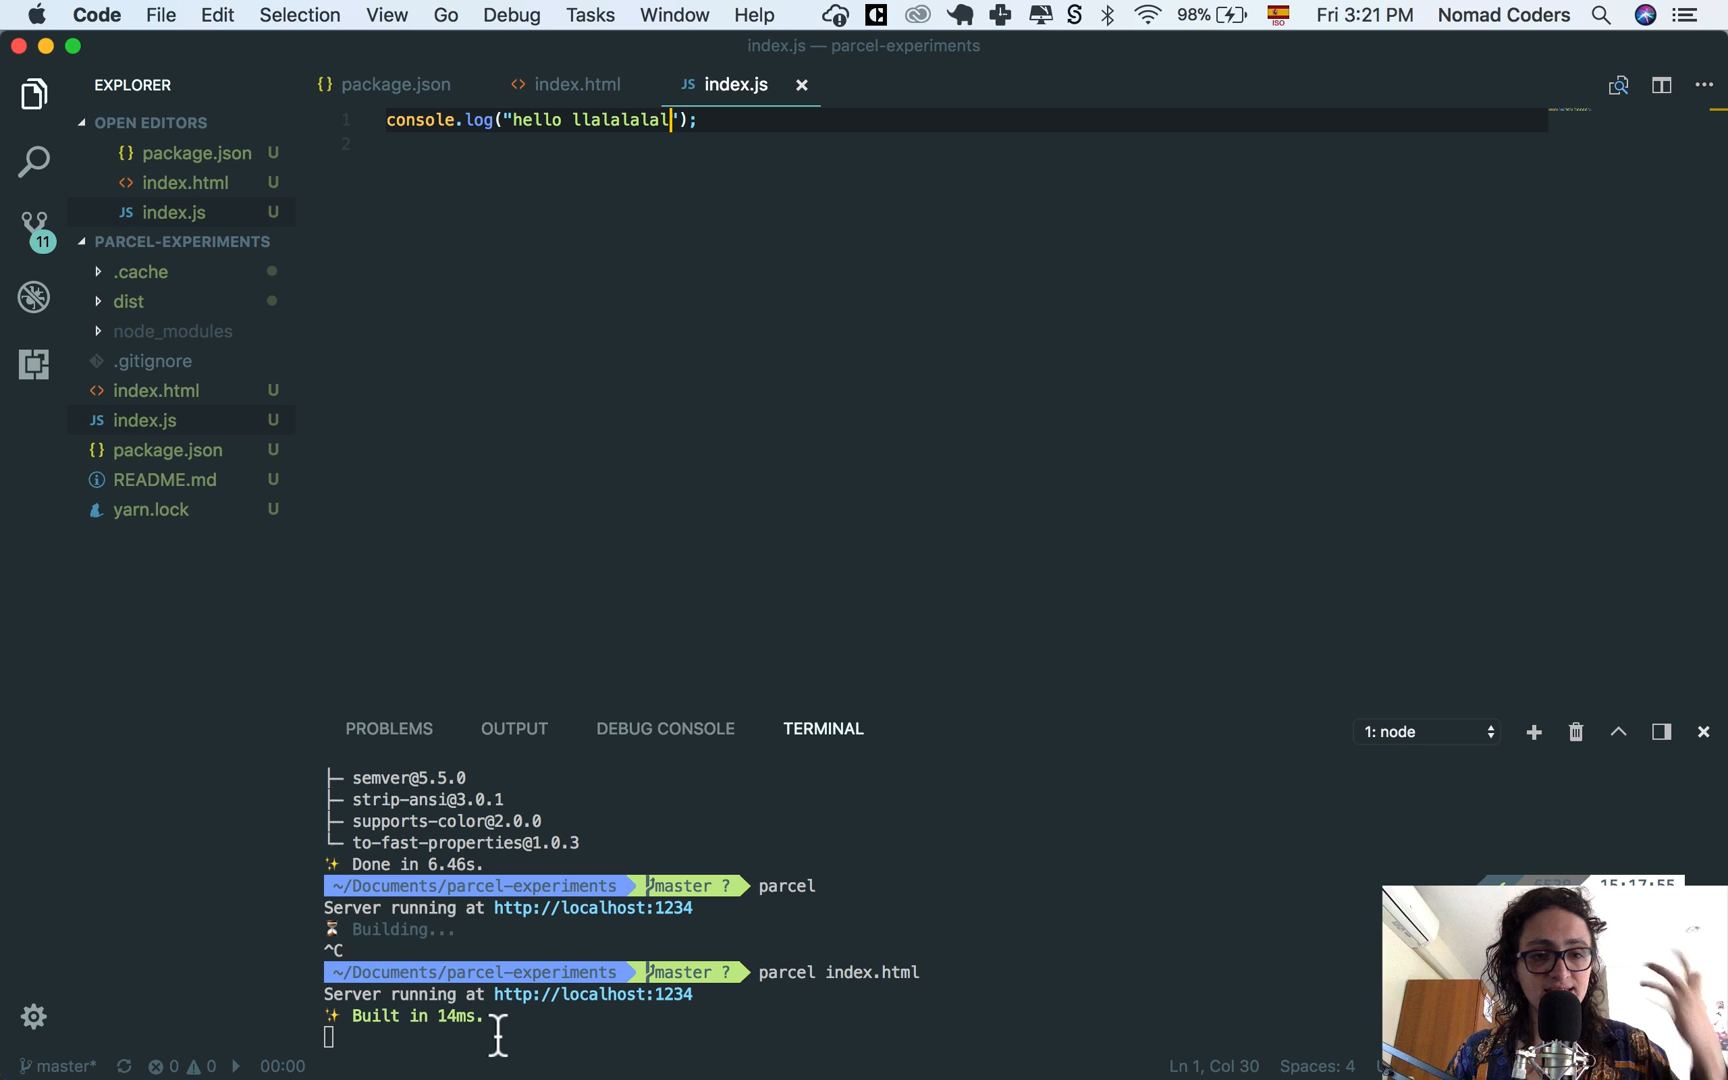 Code File Edit Selection View Go Debug Tasks Window Help 98% ISO Fri 3:21 PM Nomad Coders
index.js — parcel-experiments
EXPLORER
{} package.json <> index.html JS index.js
OPEN EDITORS
{} package.json U
<> index.html U
JS index.js U
11
PARCEL-EXPERIMENTS
.cache
dist
node_modules
.gitignore
<> index.html U
JS index.js U
{} package.json U
README.md U
yarn.lock U
1 console.log("hello llalalalal");
2
PROBLEMS OUTPUT DEBUG CONSOLE TERMINAL 1: node
├─ semver@5.5.0
├─ strip-ansi@3.0.1
├─ supports-color@2.0.0
└─ to-fast-properties@1.0.3
✨ Done in 6.46s.
~/Documents/parcel-experiments master ? parcel
Server running at http://localhost:1234
⏳ Building...
^C
~/Documents/parcel-experiments master ? parcel index.html
Server running at http://localhost:1234
✨ Built in 14ms.
master* 0 0 00:00 Ln 1, Col 30 Spaces: 4